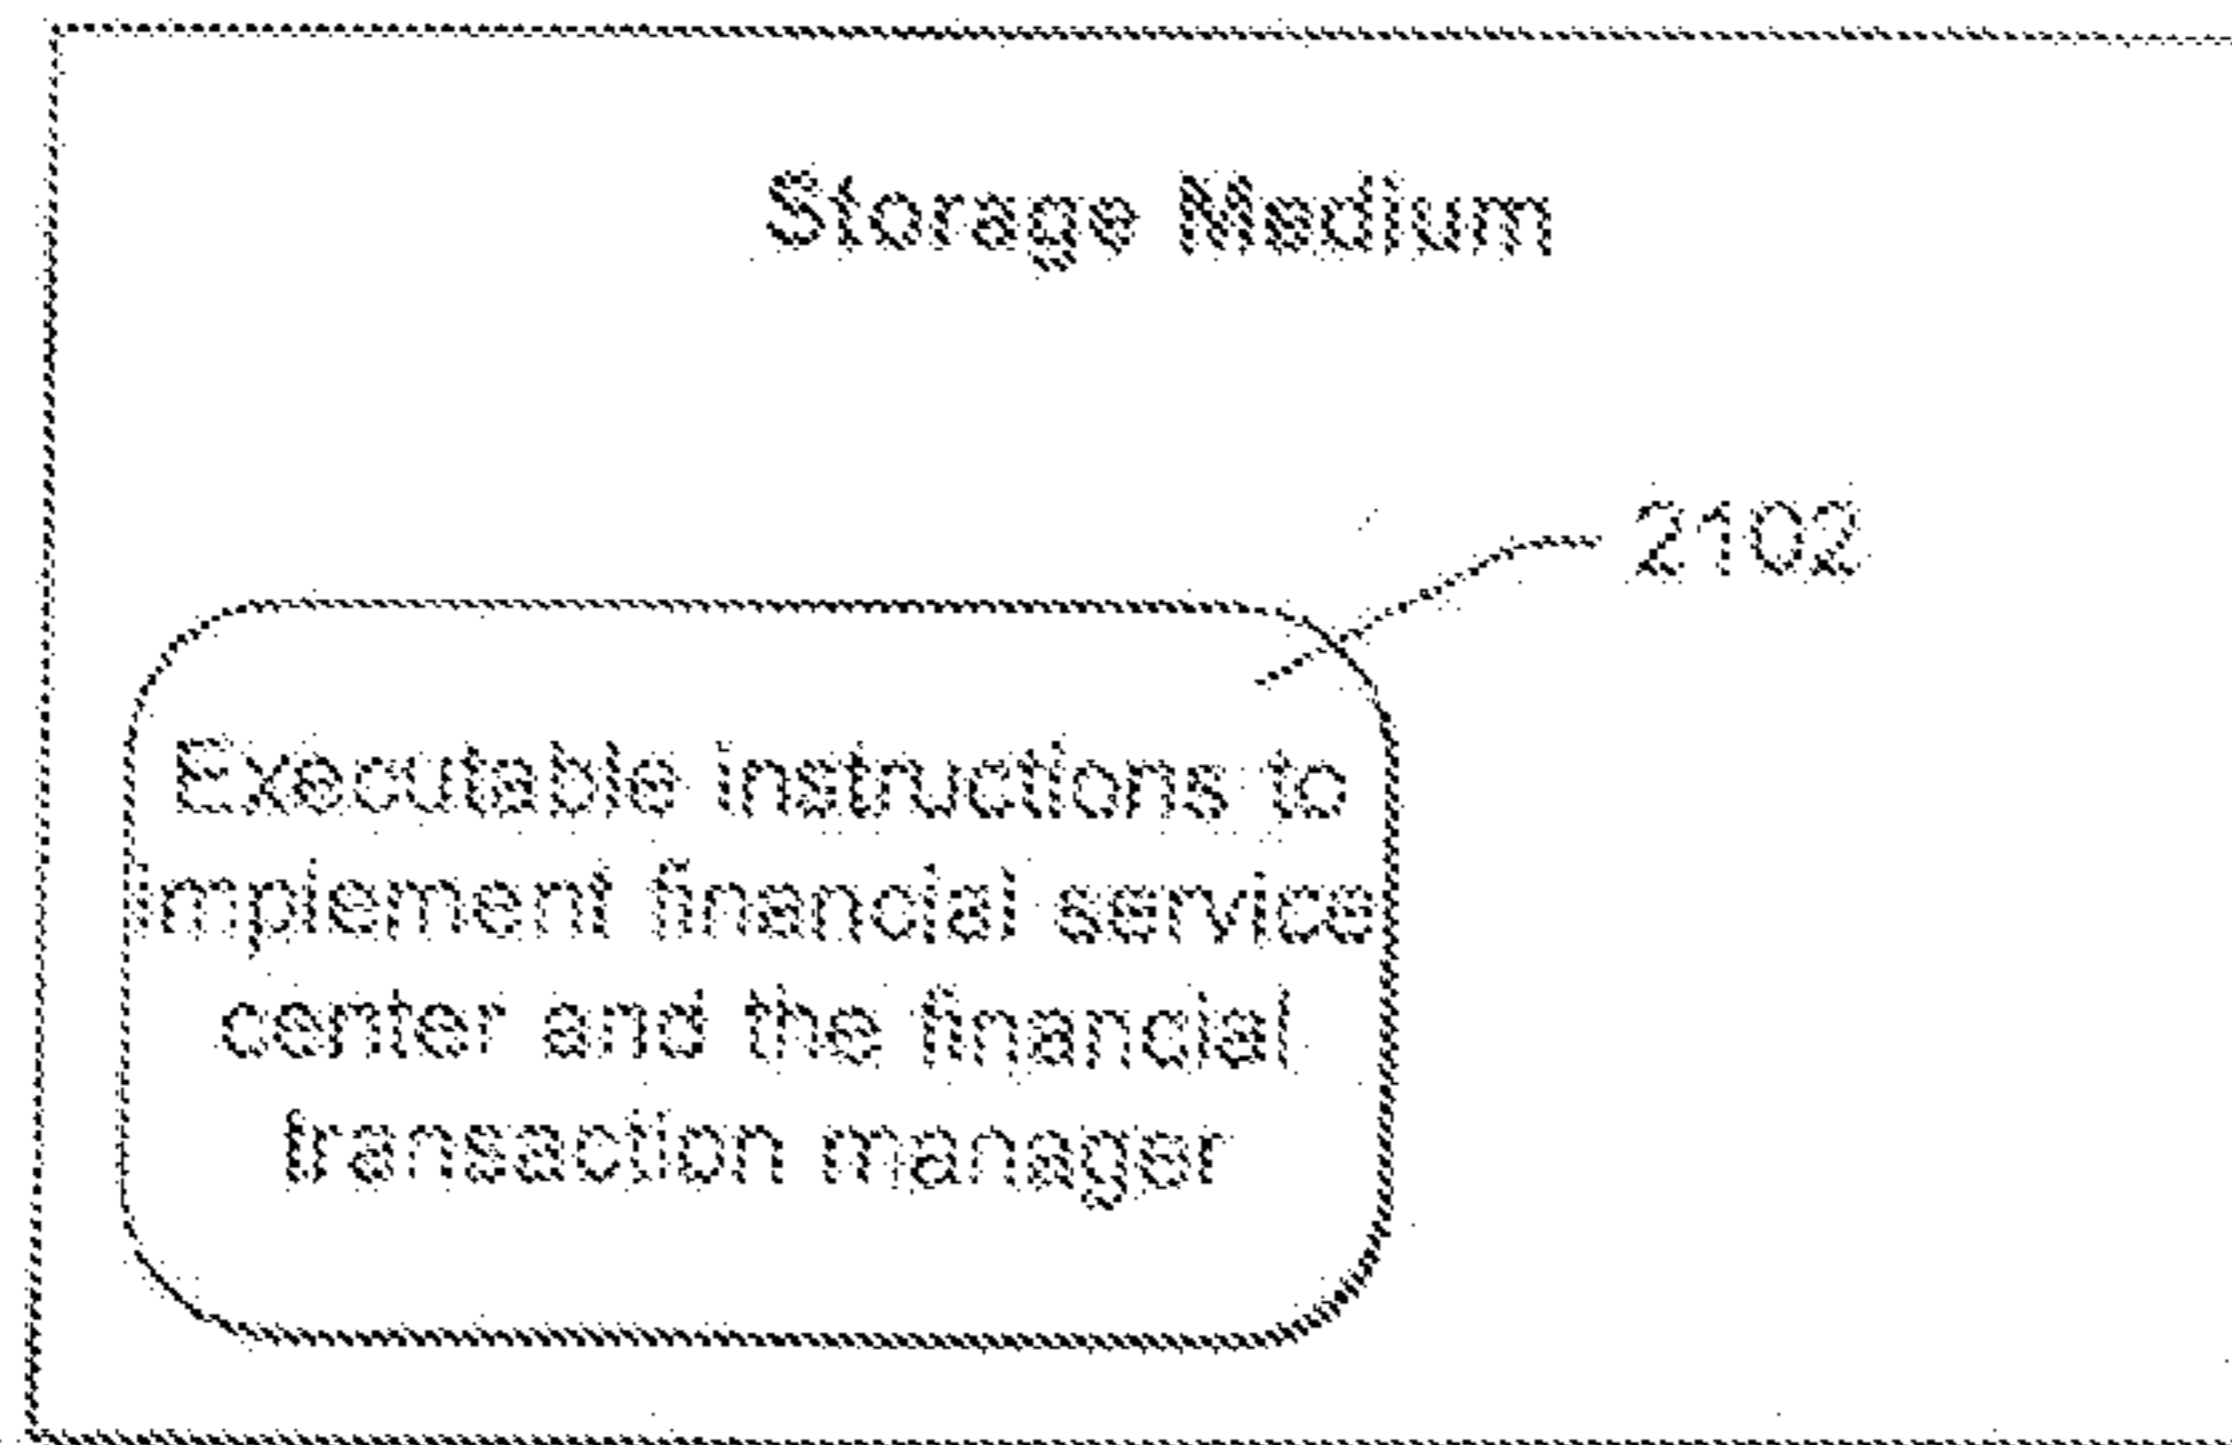 Storage Medium
2102
Executable instructions to
implement financial service
center and the financial
transaction manager